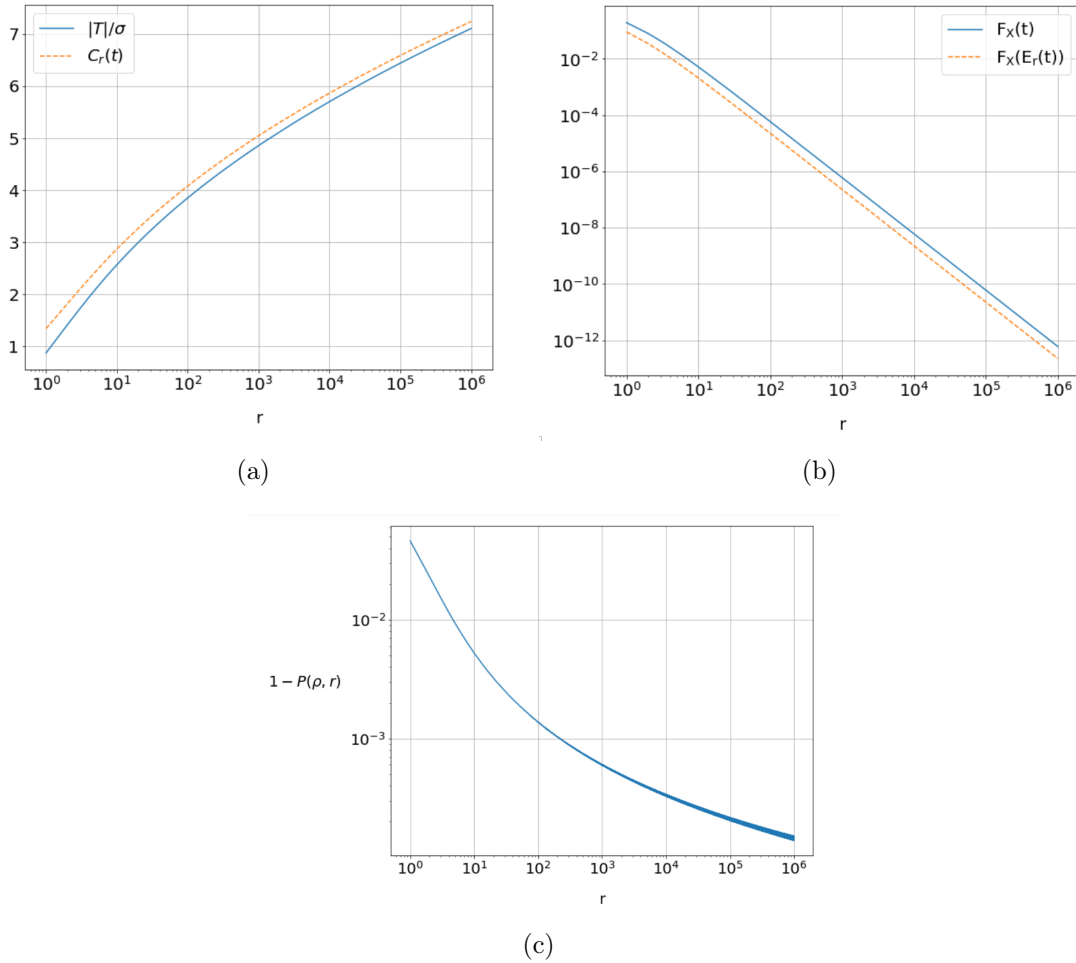 |T|/σ
C_r(t)
7
6
5
4
3
2
1
10^0 10^1 10^2 10^3 10^4 10^5 10^6
r
(a)
F_X(t)
F_X(E_r(t))
10^{-2}
10^{-4}
10^{-6}
10^{-8}
10^{-10}
10^{-12}
10^0 10^1 10^2 10^3 10^4 10^5 10^6
r
(b)
10^{-2}
1 − P(ρ, r)
10^{-3}
10^0 10^1 10^2 10^3 10^4 10^5 10^6
r
(c)